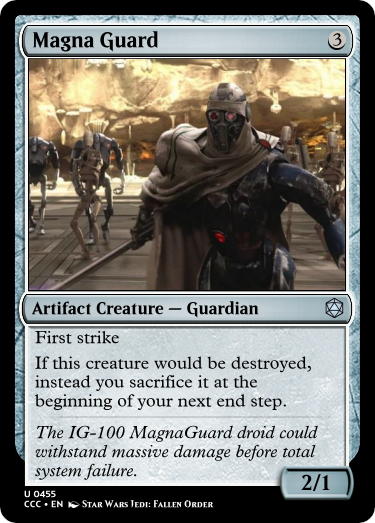 Magna Guard 3
Artifact Creature — Guardian
First strike
If this creature would be destroyed,
instead you sacrifice it at the
beginning of your next end step.
The IG-100 MagnaGuard droid could
withstand massive damage before total
system failure.
2/1
U 0455
CCC • EN Star Wars Jedi: Fallen Order